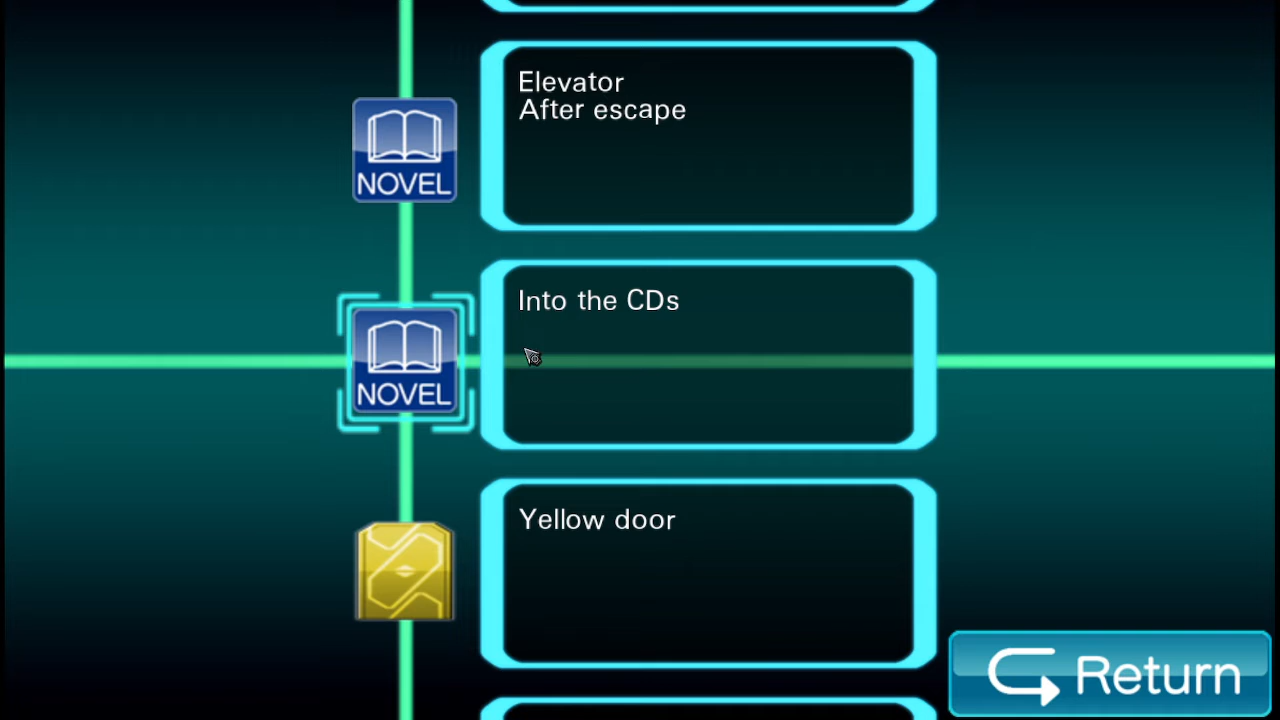 Elevator
After escape
NOVEL
Into the CDs
NOVEL
Yellow door
Return